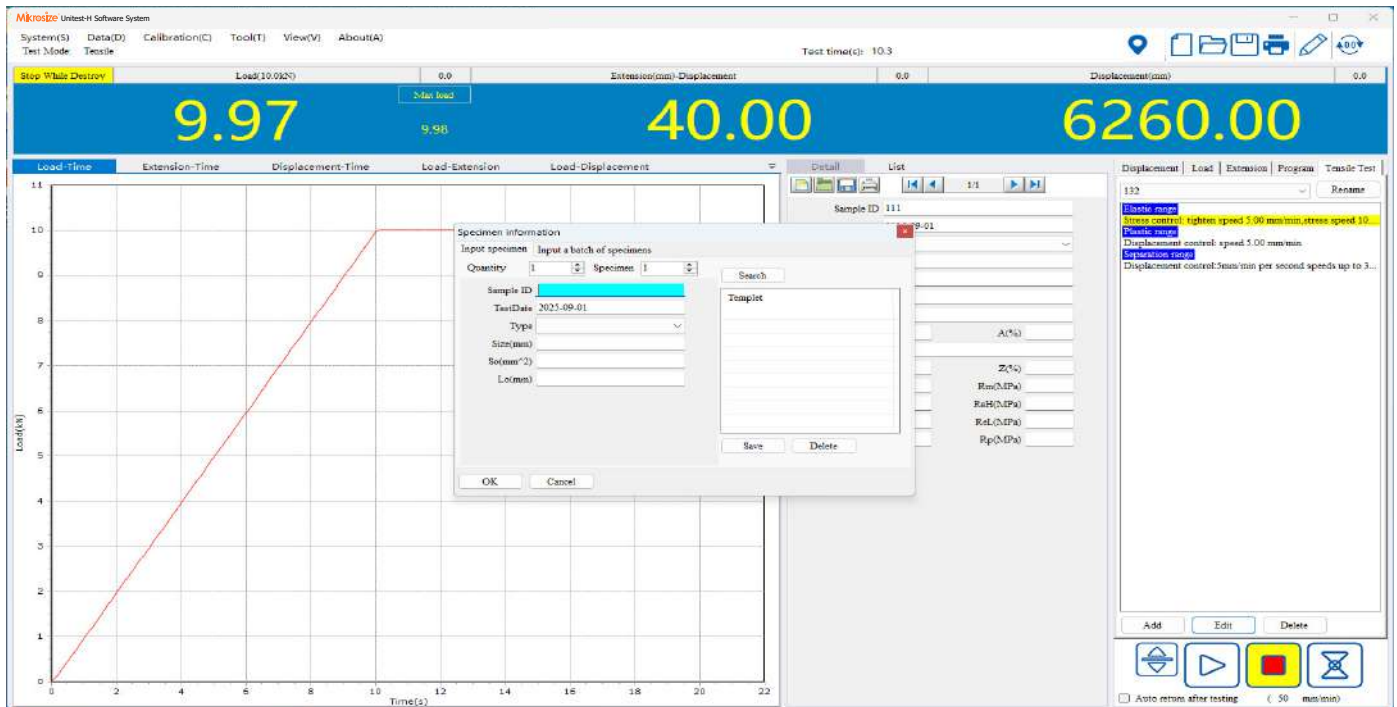 Mikrosize Unitest-H Software System
System(S) Data(D) Calibration(C) Tool(T) View(V) About(A)
Test Mode Tensile Test time(s): 10.3
Stop While Destroy Load(10.0kN) 0.0 Extension(mm)-Displacement 0.0 Displacement(mm) 0.0
9.97 Max load 9.98 40.00 6260.00
Load-Time Extension-Time Displacement-Time Load-Extension Load-Displacement
11
10
9
8
7
6
5
4
3
2
1
0
Load(kN)
0 2 4 6 8 10 12 14 16 18 20 22
Time(s)
Detail List
1/1
Sample ID 111
9-01
A(%)
Z(%)
Rm(MPa)
ReH(MPa)
ReL(MPa)
Rp(MPa)
Specimen information
Input specimen Input a batch of specimens
Quantity 1 Specimen 1
Sample ID
TestDate 2025-09-01
Type
Size(mm)
So(mm^2)
Lo(mm)
Search
Templet
Save Delete
OK Cancel
Displacement Load Extension Program Tensile Test
132 Rename
Elastic range
Stress control: tighten speed 5.00 mm/min,stress speed 10....
Plastic range
Displacement control: speed 5.00 mm/min
Separation range
Displacement control:5mm/min per second speeds up to 3...
Add Edit Delete
Auto return after testing ( 50 mm/min)